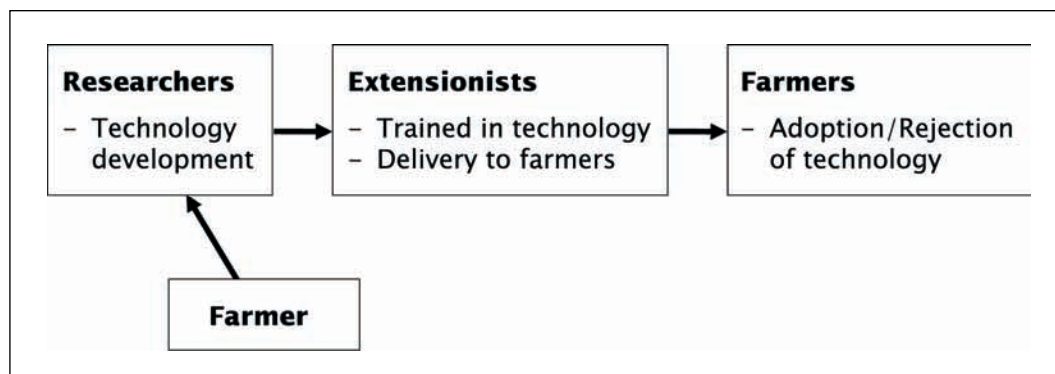 Researchers
– Technology
development
Extensionists
– Trained in technology
– Delivery to farmers
Farmers
– Adoption/Rejection
of technology
Farmer